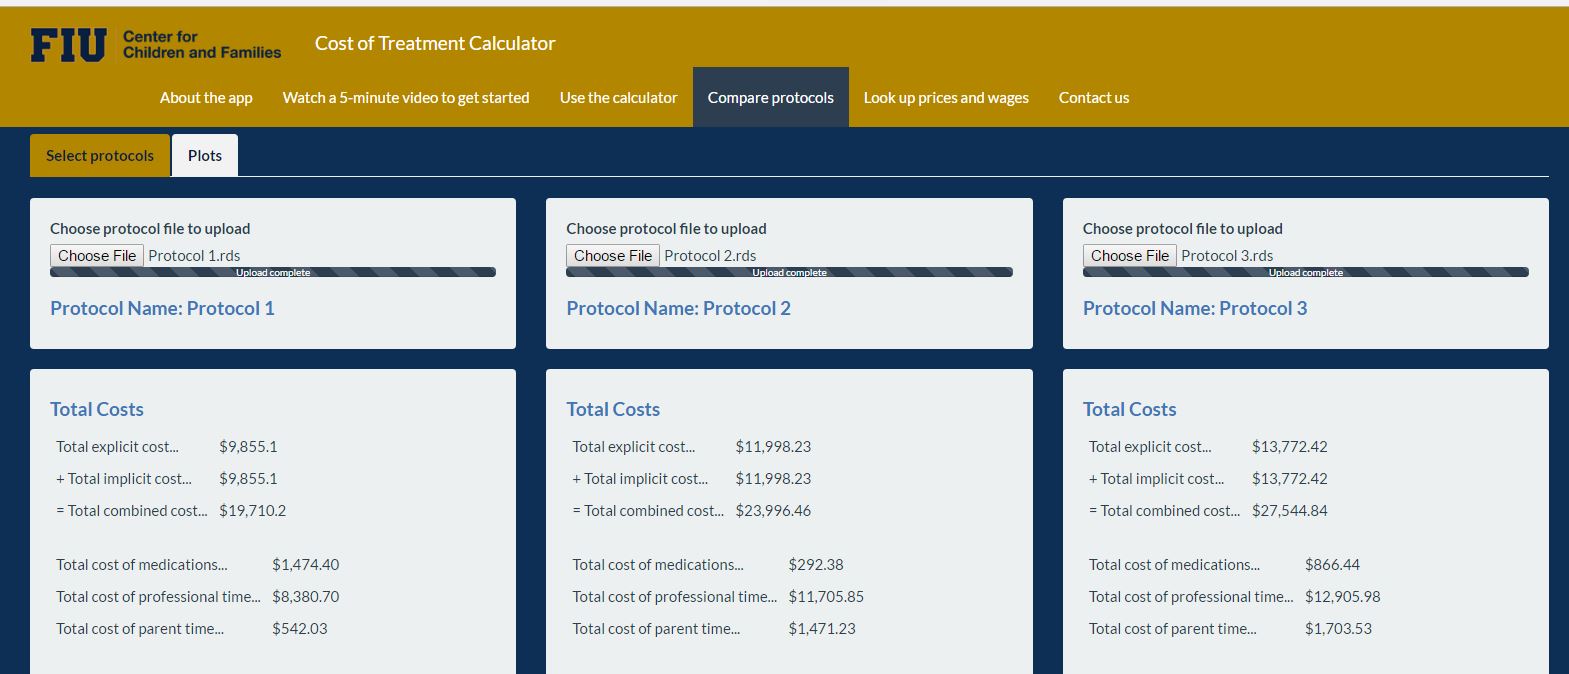 FIU Center for
Children and Families
Cost of Treatment Calculator
About the app Watch a 5-minute video to get started Use the calculator Compare protocols Look up prices and wages Contact us
Select protocols Plots
Choose protocol file to upload
Choose File Protocol 1.rds
Upload complete
Protocol Name: Protocol 1
Choose protocol file to upload
Choose File Protocol 2.rds
Upload complete
Protocol Name: Protocol 2
Choose protocol file to upload
Choose File Protocol 3.rds
Upload complete
Protocol Name: Protocol 3
Total Costs
Total explicit cost... $9,855.1
+ Total implicit cost... $9,855.1
= Total combined cost... $19,710.2
Total cost of medications... $1,474.40
Total cost of professional time... $8,380.70
Total cost of parent time... $542.03
Total Costs
Total explicit cost... $11,998.23
+ Total implicit cost... $11,998.23
= Total combined cost... $23,996.46
Total cost of medications... $292.38
Total cost of professional time... $11,705.85
Total cost of parent time... $1,471.23
Total Costs
Total explicit cost... $13,772.42
+ Total implicit cost... $13,772.42
= Total combined cost... $27,544.84
Total cost of medications... $866.44
Total cost of professional time... $12,905.98
Total cost of parent time... $1,703.53